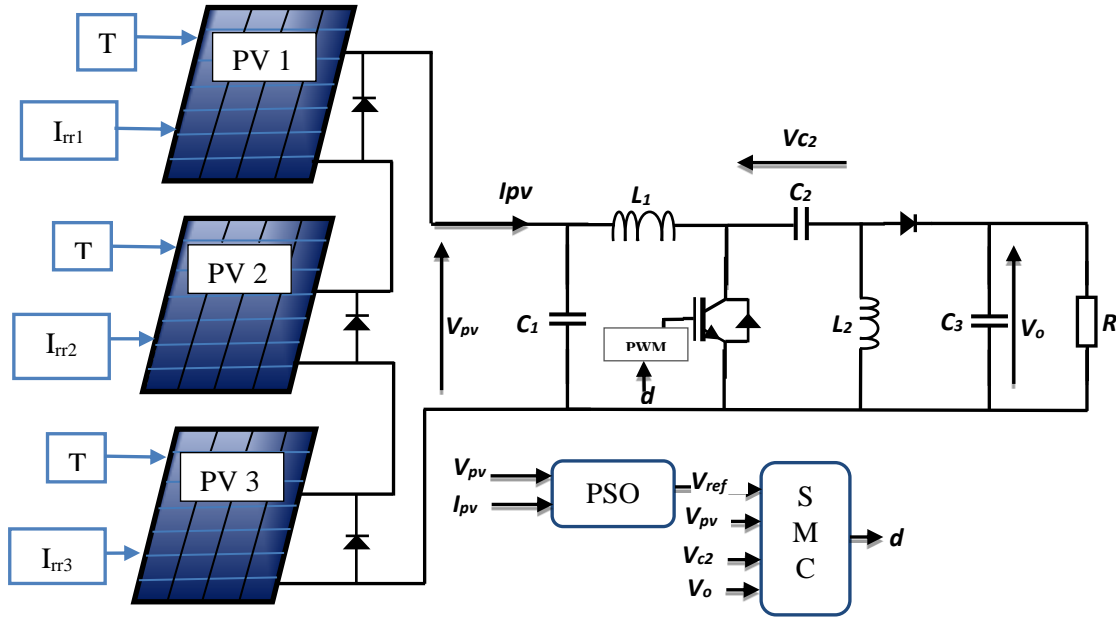 T
PV 1
Irr1
Vc2
Ipv
L1
C2
T
PV 2
Irr2
Vpv
C1
PWM
d
L2
C3
Vo
R
T
PV 3
Irr3
Vpv
Ipv
PSO
Vref
Vpv
Vc2
Vo
S
M
C
d